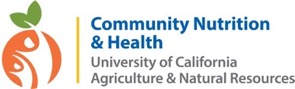 Community Nutrition
& Health
University of California
Agriculture & Natural Resources